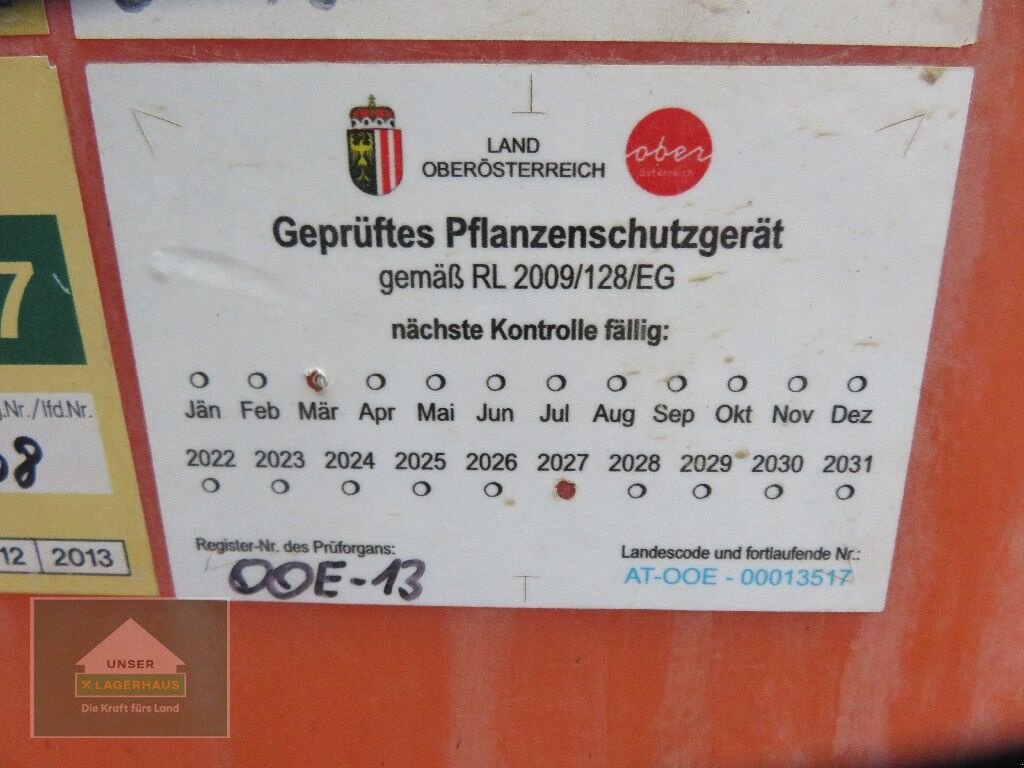 LAND
OBERÖSTERREICH
ober
österreich
Geprüftes Pflanzenschutzgerät
gemäß RL 2009/128/EG
nächste Kontrolle fällig:
Jän Feb Mär Apr Mai Jun Jul Aug Sep Okt Nov Dez
2022 2023 2024 2025 2026 2027 2028 2029 2030 2031
Register-Nr. des Prüforgans:
OOE-13
Landescode und fortlaufende Nr.:
AT-OOE - 00013517
7
.Nr./lfd.Nr.
08
12 2013
UNSER
X LAGERHAUS
Die Kraft fürs Land